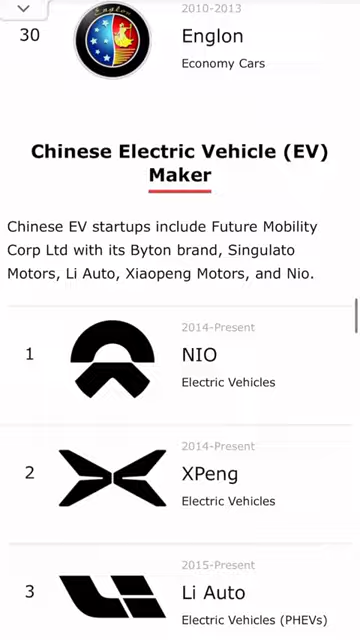 2010-2013
30
Englon
Englon
Economy Cars
Chinese Electric Vehicle (EV)
Maker
Chinese EV startups include Future Mobility
Corp Ltd with its Byton brand, Singulato
Motors, Li Auto, Xiaopeng Motors, and Nio.
2014-Present
1
NIO
Electric Vehicles
2014-Present
2
XPeng
Electric Vehicles
2015-Present
3
Li Auto
Electric Vehicles (PHEVs)